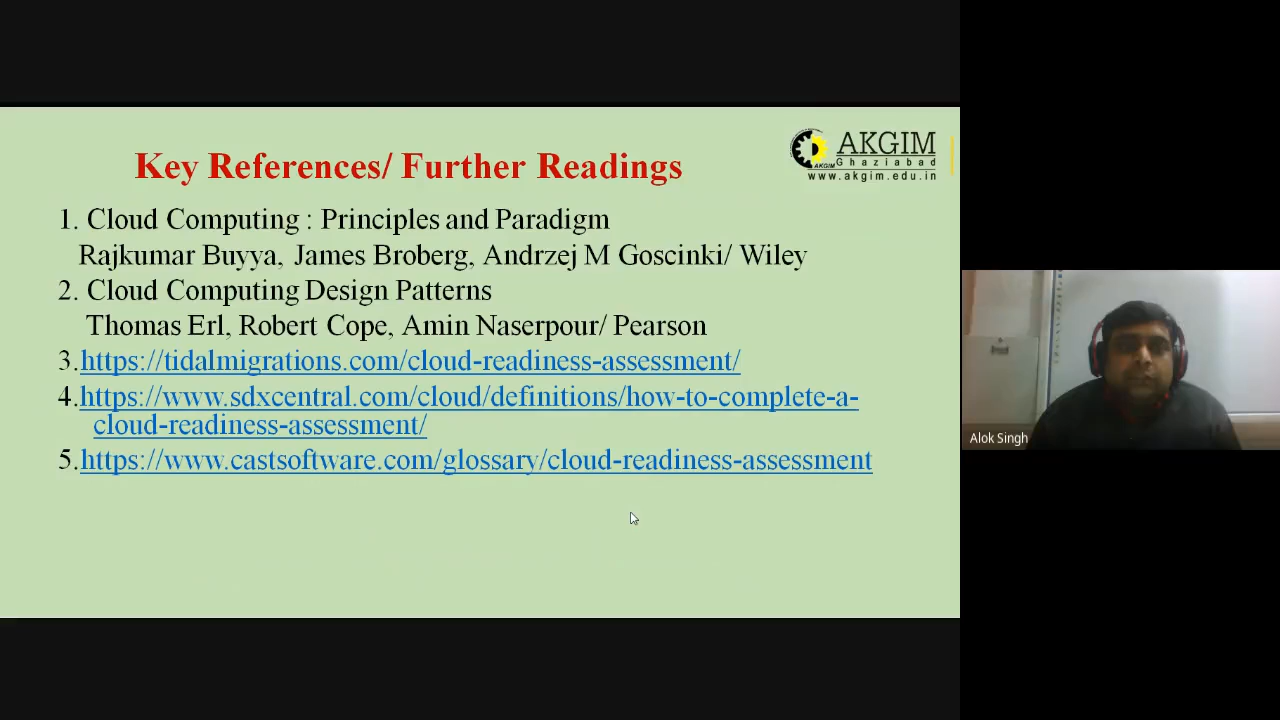 Key References/ Further Readings
AKGIM
Ghaziabad
AKGIM
www.akgim.edu.in
1. Cloud Computing : Principles and Paradigm
Rajkumar Buyya, James Broberg, Andrzej M Goscinki/ Wiley
2. Cloud Computing Design Patterns
Thomas Erl, Robert Cope, Amin Naserpour/ Pearson
3.https://tidalmigrations.com/cloud-readiness-assessment/
4.https://www.sdxcentral.com/cloud/definitions/how-to-complete-a-
cloud-readiness-assessment/
5.https://www.castsoftware.com/glossary/cloud-readiness-assessment
Alok Singh